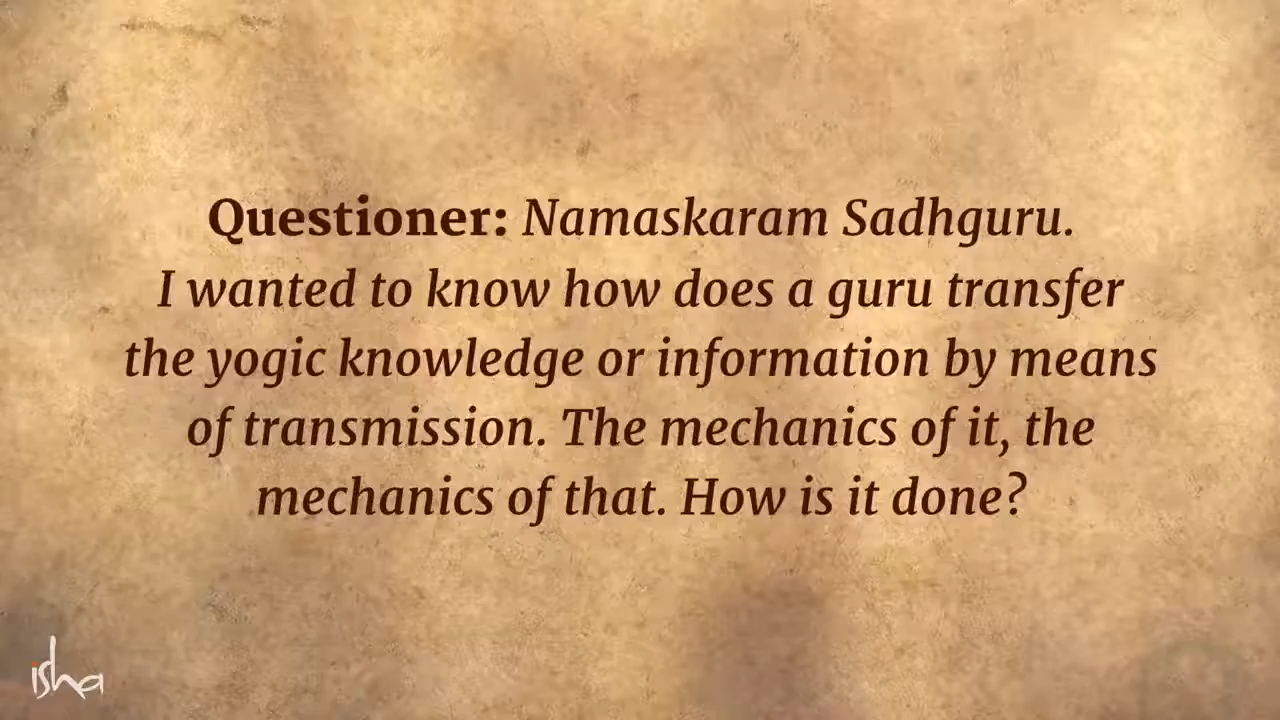 Questioner: Namaskaram Sadhguru.
I wanted to know how does a guru transfer
the yogic knowledge or information by means
of transmission. The mechanics of it, the
mechanics of that. How is it done?
isha